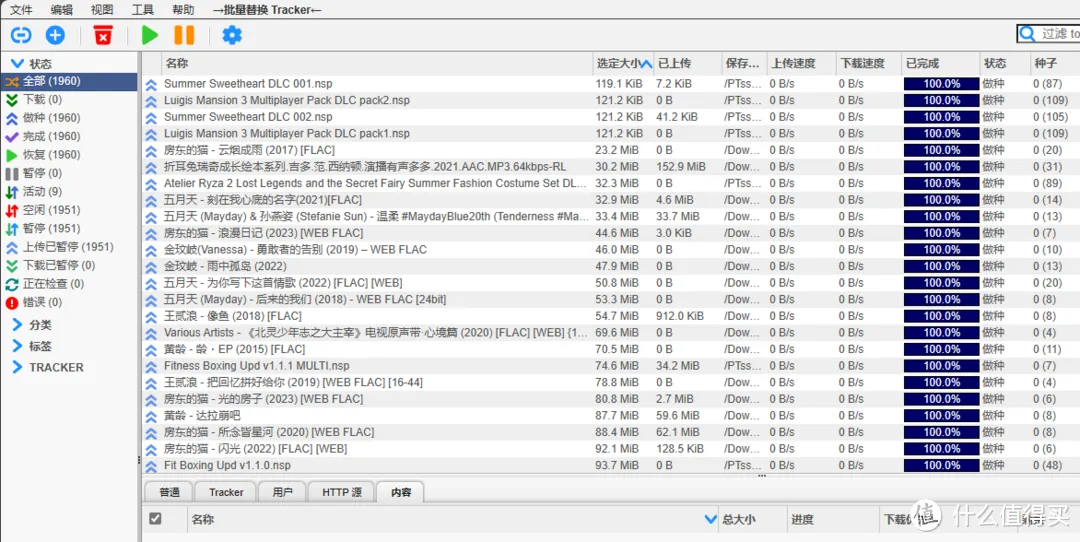 文件 编辑 视图 工具 帮助 →批量替换 Tracker←
过滤 to
状态
全部 (1960)
下载 (0)
做种 (1960)
完成 (1960)
恢复 (1960)
暂停 (0)
活动 (9)
空闲 (1951)
暂停 (1951)
上传已暂停 (1951)
下载已暂停 (0)
正在检查 (0)
错误 (0)
分类
标签
TRACKER
名称 选定大小 已上传 保存… 上传速度 下载速度 已完成 状态 种子
Summer Sweetheart DLC 001.nsp 119.1 KiB 7.2 KiB /PTss… 0 B/s 0 B/s 100.0% 做种 0 (87)
Luigis Mansion 3 Multiplayer Pack DLC pack2.nsp 121.2 KiB 0 B /PTss… 0 B/s 0 B/s 100.0% 做种 0 (109)
Summer Sweetheart DLC 002.nsp 121.2 KiB 41.2 KiB /PTss… 0 B/s 0 B/s 100.0% 做种 0 (105)
Luigis Mansion 3 Multiplayer Pack DLC pack1.nsp 121.2 KiB 0 B /PTss… 0 B/s 0 B/s 100.0% 做种 0 (109)
房东的猫 - 云烟成雨 (2017) [FLAC] 23.2 MiB 0 B /Dow… 0 B/s 0 B/s 100.0% 做种 0 (20)
折耳兔瑞奇成长绘本系列.吉多.范.西纳顿.演播有声多多.2021.AAC.MP3.64kbps-RL 30.2 MiB 152.9 MiB /Dow… 0 B/s 0 B/s 100.0% 做种 0 (31)
Atelier Ryza 2 Lost Legends and the Secret Fairy Summer Fashion Costume Set DL… 32.3 MiB 0 B /PTss… 0 B/s 0 B/s 100.0% 做种 0 (89)
五月天 - 刻在我心底的名字(2021)[FLAC] 32.9 MiB 4.6 MiB /Dow… 0 B/s 0 B/s 100.0% 做种 0 (14)
五月天 (Mayday) & 孙燕姿 (Stefanie Sun) - 温柔 #MaydayBlue20th (Tenderness #Ma… 33.4 MiB 33.7 MiB /Dow… 0 B/s 0 B/s 100.0% 做种 0 (13)
房东的猫 - 浪漫日记 (2023) [WEB FLAC] 44.6 MiB 3.0 KiB /Dow… 0 B/s 0 B/s 100.0% 做种 0 (7)
金玟岐(Vanessa) - 勇敢者的告别 (2019) – WEB FLAC 46.0 MiB 0 B /Dow… 0 B/s 0 B/s 100.0% 做种 0 (10)
金玟岐 - 雨中孤岛 (2022) 47.9 MiB 0 B /Dow… 0 B/s 0 B/s 100.0% 做种 0 (13)
五月天 - 为你写下这首情歌 (2022) [FLAC] [WEB] 50.8 MiB 0 B /Dow… 0 B/s 0 B/s 100.0% 做种 0 (20)
五月天 (Mayday) - 后来的我们 (2018) - WEB FLAC [24bit] 53.3 MiB 0 B /Dow… 0 B/s 0 B/s 100.0% 做种 0 (8)
王贰浪 - 像鱼 (2018) [FLAC] 54.7 MiB 912.0 KiB /Dow… 0 B/s 0 B/s 100.0% 做种 0 (8)
Various Artists - 《北灵少年志之大主宰》电视原声带·心境篇 (2020) [FLAC] [WEB] {1… 69.6 MiB 0 B /Dow… 0 B/s 0 B/s 100.0% 做种 0 (4)
黄龄 - 龄・EP (2015) [FLAC] 70.5 MiB 0 B /Dow… 0 B/s 0 B/s 100.0% 做种 0 (11)
Fitness Boxing Upd v1.1.1 MULTI.nsp 74.6 MiB 34.2 MiB /PTss… 0 B/s 0 B/s 100.0% 做种 0 (7)
王贰浪 - 把回忆拼好给你 (2019) [WEB FLAC] [16-44] 78.8 MiB 0 B /Dow… 0 B/s 0 B/s 100.0% 做种 0 (4)
房东的猫 - 光的房子 (2023) [WEB FLAC] 80.8 MiB 2.7 MiB /Dow… 0 B/s 0 B/s 100.0% 做种 0 (6)
黄龄 - 达拉崩吧 87.7 MiB 59.6 MiB /Dow… 0 B/s 0 B/s 100.0% 做种 0 (8)
房东的猫 - 所念皆星河 (2020) [WEB FLAC] 88.4 MiB 62.1 MiB /Dow… 0 B/s 0 B/s 100.0% 做种 0 (8)
房东的猫 - 闪光 (2022) [FLAC] [WEB] 92.1 MiB 128.5 KiB /Dow… 0 B/s 0 B/s 100.0% 做种 0 (6)
Fit Boxing Upd v1.1.0.nsp 93.7 MiB 0 B /PTss… 0 B/s 0 B/s 100.0% 做种 0 (48)
普通 Tracker 用户 HTTP 源 内容
名称 总大小 进度
值 什么值得买